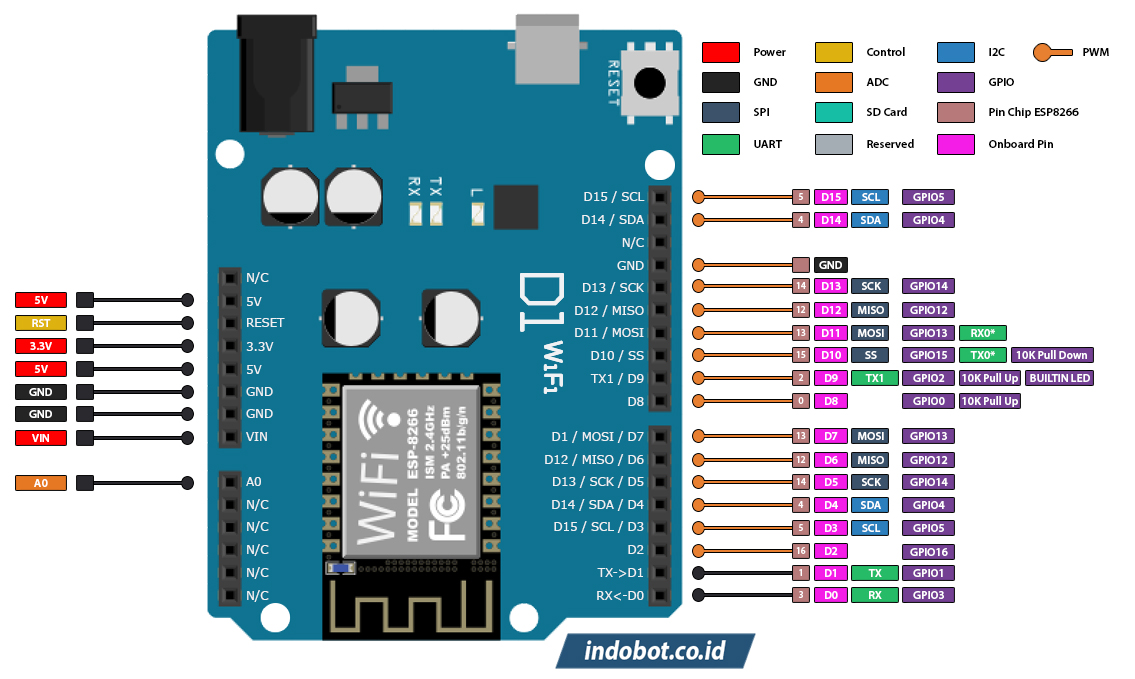 Power Control I2C PWM
GND ADC GPIO
SPI SD Card Pin Chip ESP8266
UART Reserved Onboard Pin
RESET
RX TX L
D1 WiFi
D15 / SCL 5 D15 SCL GPIO5
D14 / SDA 4 D14 SDA GPIO4
N/C
GND GND
D13 / SCK 14 D13 SCK GPIO14
D12 / MISO 12 D12 MISO GPIO12
D11 / MOSI 13 D11 MOSI GPIO13 RX0*
D10 / SS 15 D10 SS GPIO15 TX0* 10K Pull Down
TX1 / D9 2 D9 TX1 GPIO2 10K Pull Up BUILTIN LED
D8 0 D8 GPIO0 10K Pull Up
D1 / MOSI / D7 13 D7 MOSI GPIO13
D12 / MISO / D6 12 D6 MISO GPIO12
D13 / SCK / D5 14 D5 SCK GPIO14
D14 / SDA / D4 4 D4 SDA GPIO4
D15 / SCL / D3 5 D3 SCL GPIO5
D2 16 D2 GPIO16
TX->D1 1 D1 TX GPIO1
RX<-D0 3 D0 RX GPIO3
N/C
5V 5V
RST RESET
3.3V 3.3V
5V 5V
GND GND
GND GND
VIN VIN
A0 A0
N/C
N/C
N/C
N/C
N/C
WiFi
MODEL ESP-8266
ISM 2.4GHz
PA +25dBm
802.11b/g/n
FC
indobot.co.id